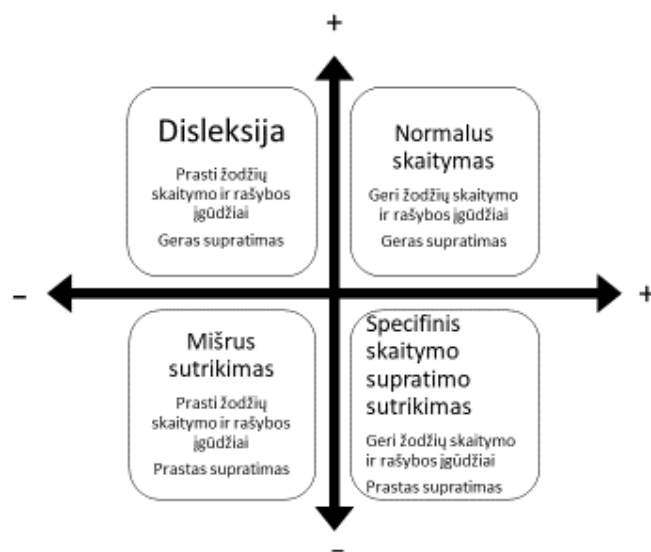 +
Disleksija
Prasti žodžių
skaitymo ir rašybos
įgūdžiai
Geras supratimas
Normalus
skaitymas
Geri žodžių skaitymo
ir rašybos įgūdžiai
Geras supratimas
–
+
Mišrus
sutrikimas
Prasti žodžių
skaitymo ir rašybos
įgūdžiai
Prastas supratimas
Specifinis
skaitymo
supratimo
sutrikimas
Geri žodžių skaitymo
ir rašybos įgūdžiai
Prastas supratimas
–